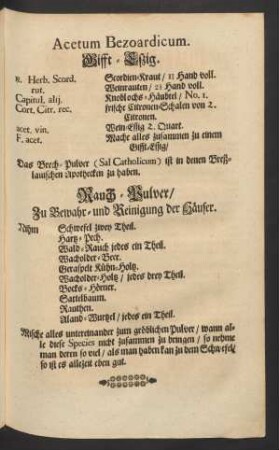 Acetum Bezoardicum.
Gifft-Eßig.
R. Herb. Scord. Scordien-Kraut / 1½ Hand voll.
rut. Weinrauten / 2½ Hand voll.
Capitul. alij. Knoblochs-Häubtel / No. 1.
Cort. Citr. rec. frische Citronen-Schalen von 2.
Citronen.
acet. vin. Wein-Essig 2. Quart.
F. acet. Mache alles zusammen zu einem
Gifft-Essig /
Das Brech-Pulver (Sal Catholicum) ist in denen Breß-
lauischen Apothecken zu haben.
Rauch-Pulver /
Zu Bewahr- und Reinigung der Häuser.
Nihm Schwefel zwey Theil.
Hartz-Pech.
Wald-Rauch jedes ein Theil.
Wacholder-Beer.
Geraspelt Kühn-Holtz.
Wacholder-Holtz / jedes drey Theil.
Bocks-Hörner.
Sattelbaum.
Rauthen.
Aland-Wurtzel / jedes ein Theil.
Mische alles untereinander zum gröblichen Pulver / wann al-
le diese Species nicht zusammen zu bringen / so nehme
man deren so viel / als man haben kan zu dem Schwefel /
so ist es allezeit eben gut.